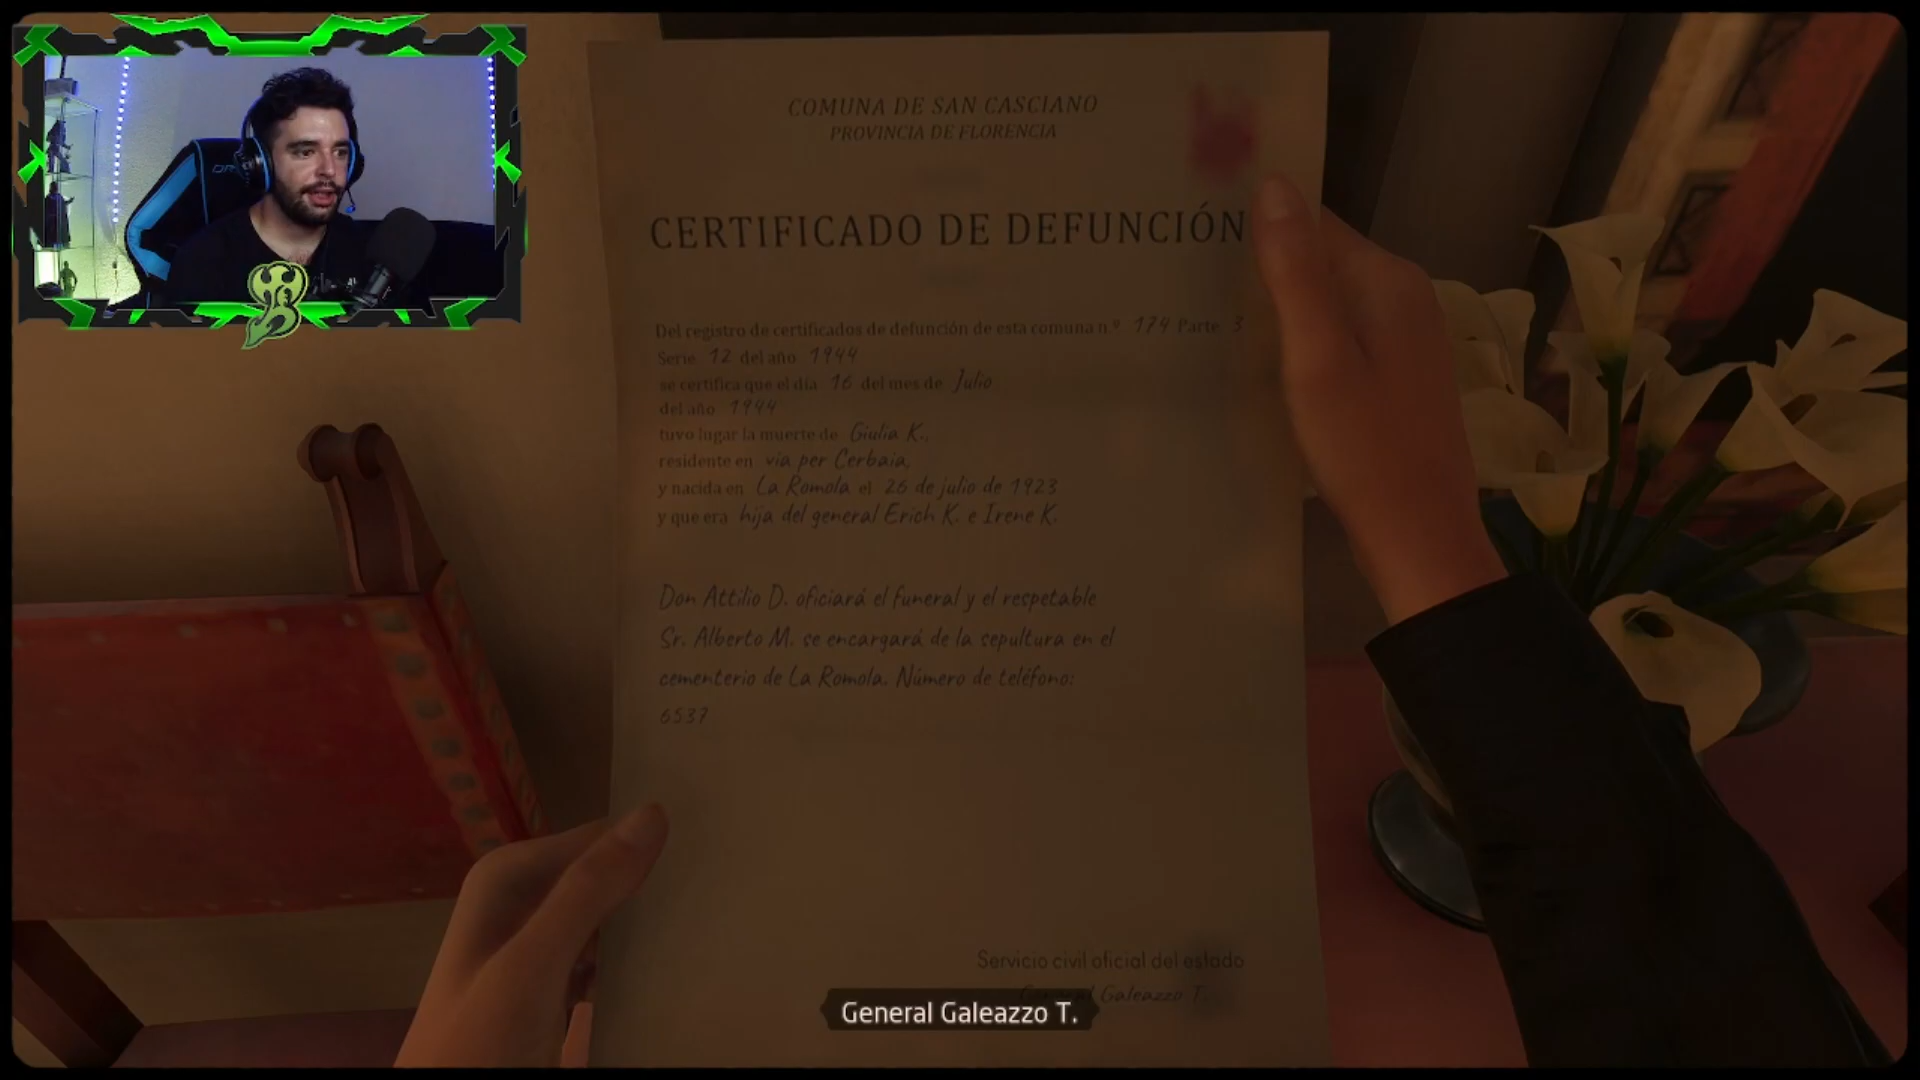 COMUNA DE SAN CASCIANO
PROVINCIA DE FLORENCIA
CERTIFICADO DE DEFUNCIÓN
Del registro de certificados de defunción de esta comuna n.º 174 Parte 3
Serie 12 del año 1944
se certifica que el día 16 del mes de Julio
del año 1944
tuvo lugar la muerte de Giulia K.,
residente en via per Cerbaia,
y nacida en La Romola el 26 de julio de 1923
y que era hija del general Erich K. e Irene K.
Don Attilio D. oficiará el funeral y el respetable
Sr. Alberto M. se encargará de la sepultura en el
cementerio de La Romola. Número de teléfono:
6537
Servicio civil oficial del estado
General Galeazzo T.
General Galeazzo T.